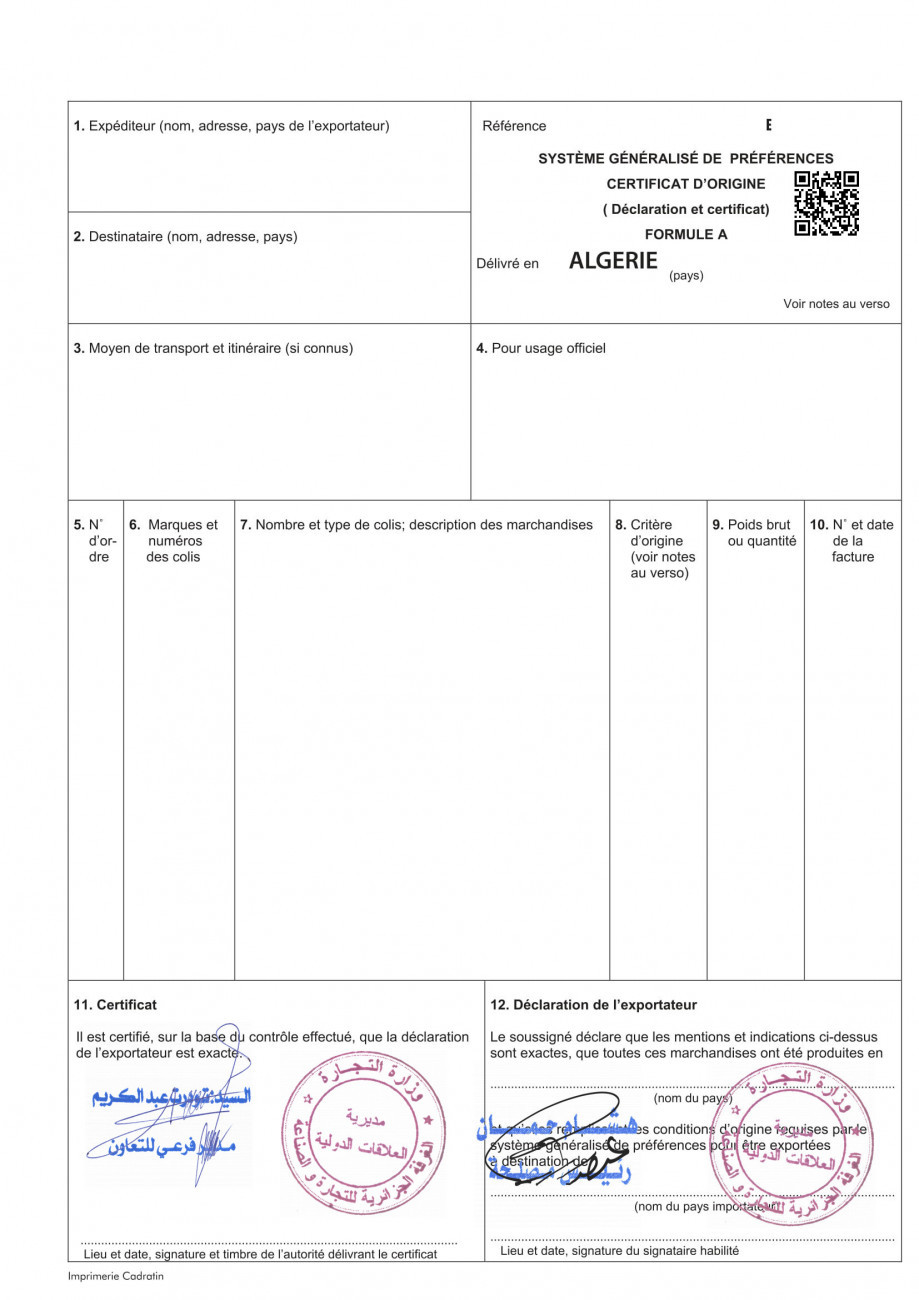 1. Expéditeur (nom, adresse, pays de l'exportateur)
Référence
E
SYSTÈME GÉNÉRALISÉ DE PRÉFÉRENCES
CERTIFICAT D'ORIGINE
( Déclaration et certificat)
FORMULE A
Délivré en ALGERIE
(pays)
Voir notes au verso
2. Destinataire (nom, adresse, pays)
3. Moyen de transport et itinéraire (si connus)
4. Pour usage officiel
5. N°
d'or-
dre
6. Marques et
numéros
des colis
7. Nombre et type de colis; description des marchandises
8. Critère
d'origine
(voir notes
au verso)
9. Poids brut
ou quantité
10. N° et date
de la
facture
11. Certificat
Il est certifié, sur la base du contrôle effectué, que la déclaration
de l'exportateur est exacte.
عبد الكريم
مدير فرعي للتعاون
وزارة التجارة
مديرية
العلاقات الدولية
الغرفة الجزائرية للتجارة و الصناعة
Lieu et date, signature et timbre de l'autorité délivrant le certificat
12. Déclaration de l'exportateur
Le soussigné déclare que les mentions et indications ci-dessus
sont exactes, que toutes ces marchandises ont été produites en
(nom du pays)
conditions d'origine requises par le
système généralisé de préférences pour être exportées
à destination de
رئيس مصلحة
وزارة التجارة
مديرية
العلاقات الدولية
الغرفة الجزائرية للتجارة و الصناعة
(nom du pays importateur)
Lieu et date, signature du signataire habilité
Imprimerie Cadratin